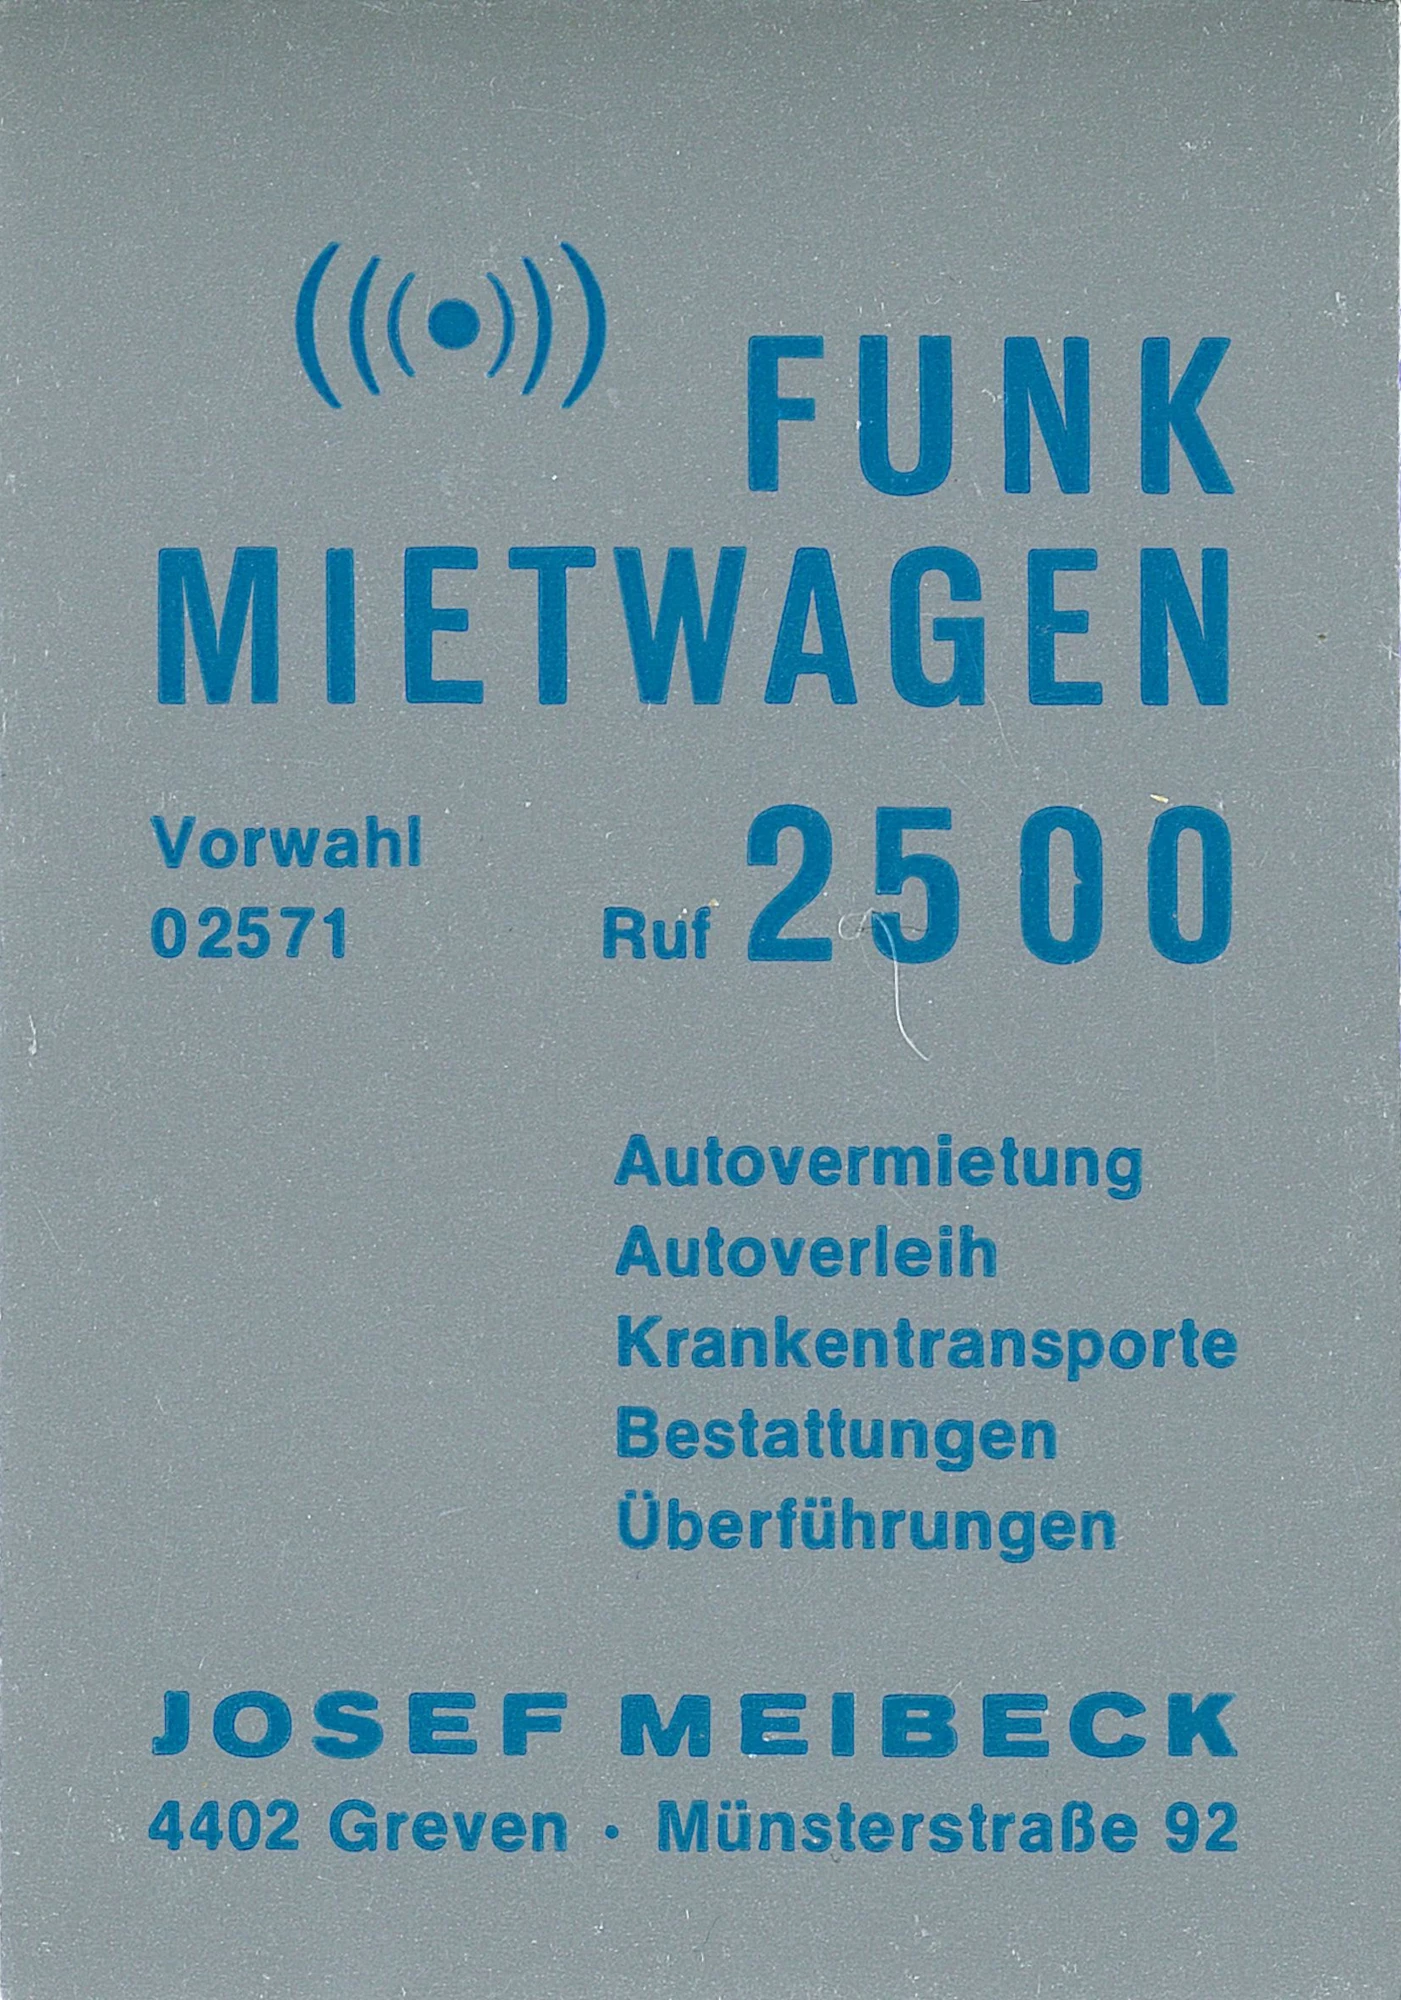 FUNK
MIETWAGEN
Vorwahl
02571
Ruf 2500
Autovermietung
Autoverleih
Krankentransporte
Bestattungen
Überführungen
JOSEF MEIBECK
4402 Greven · Münsterstraße 92